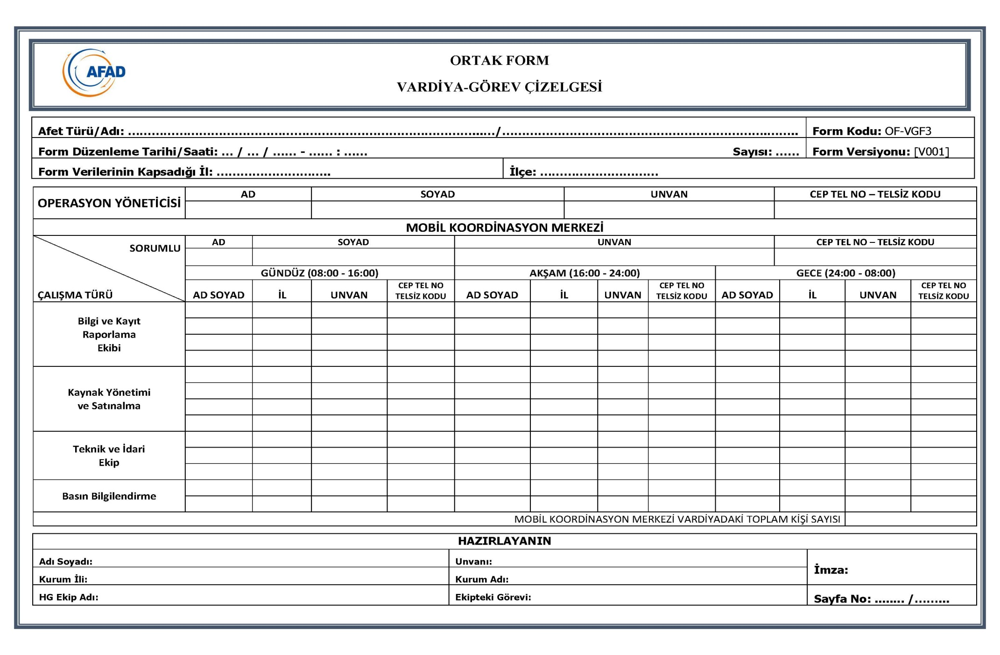 AFAD
ORTAK FORM
VARDİYA-GÖREV ÇİZELGESİ
Afet Türü/Adı: ……………………………………………………………………………….…../…………………………………………………………….………..
Form Kodu: OF-VGF3
Form Düzenleme Tarihi/Saati: … / … / …… - …… : ……
Sayısı: ……
Form Versiyonu: [V001]
Form Verilerinin Kapsadığı İl: ………………………..
İlçe: …………………………
OPERASYON YÖNETİCİSİ
AD
SOYAD
UNVAN
CEP TEL NO – TELSİZ KODU
MOBİL KOORDİNASYON MERKEZİ
SORUMLU
AD
SOYAD
UNVAN
CEP TEL NO – TELSİZ KODU
GÜNDÜZ (08:00 - 16:00)
AKŞAM (16:00 - 24:00)
GECE (24:00 - 08:00)
ÇALIŞMA TÜRÜ
AD SOYAD
İL
UNVAN
CEP TEL NO
TELSİZ KODU
AD SOYAD
İL
UNVAN
CEP TEL NO
TELSİZ KODU
AD SOYAD
İL
UNVAN
CEP TEL NO
TELSİZ KODU
Bilgi ve Kayıt
Raporlama
Ekibi
Kaynak Yönetimi
ve Satınalma
Teknik ve İdari
Ekip
Basın Bilgilendirme
MOBİL KOORDİNASYON MERKEZİ VARDİYADAKİ TOPLAM KİŞİ SAYISI
HAZIRLAYANIN
Adı Soyadı:
Unvanı:
İmza:
Kurum İli:
Kurum Adı:
HG Ekip Adı:
Ekipteki Görevi:
Sayfa No: …….. /………